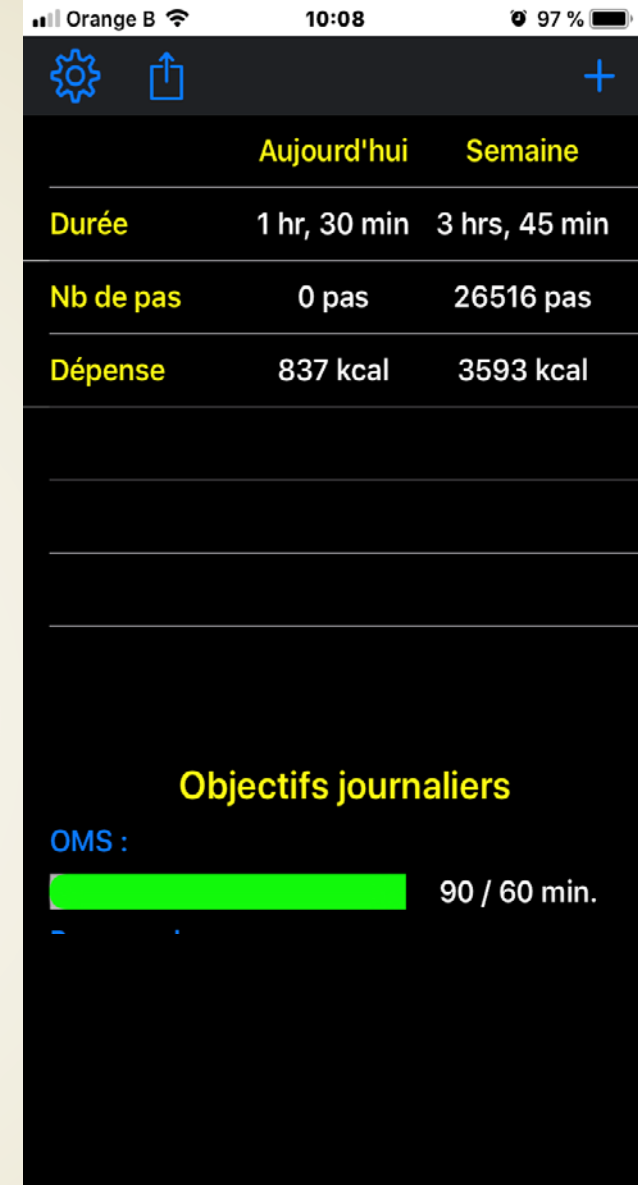 Orange B 10:08 97 %
Aujourd'hui Semaine
Durée 1 hr, 30 min 3 hrs, 45 min
Nb de pas 0 pas 26516 pas
Dépense 837 kcal 3593 kcal
Objectifs journaliers
OMS :
90 / 60 min.